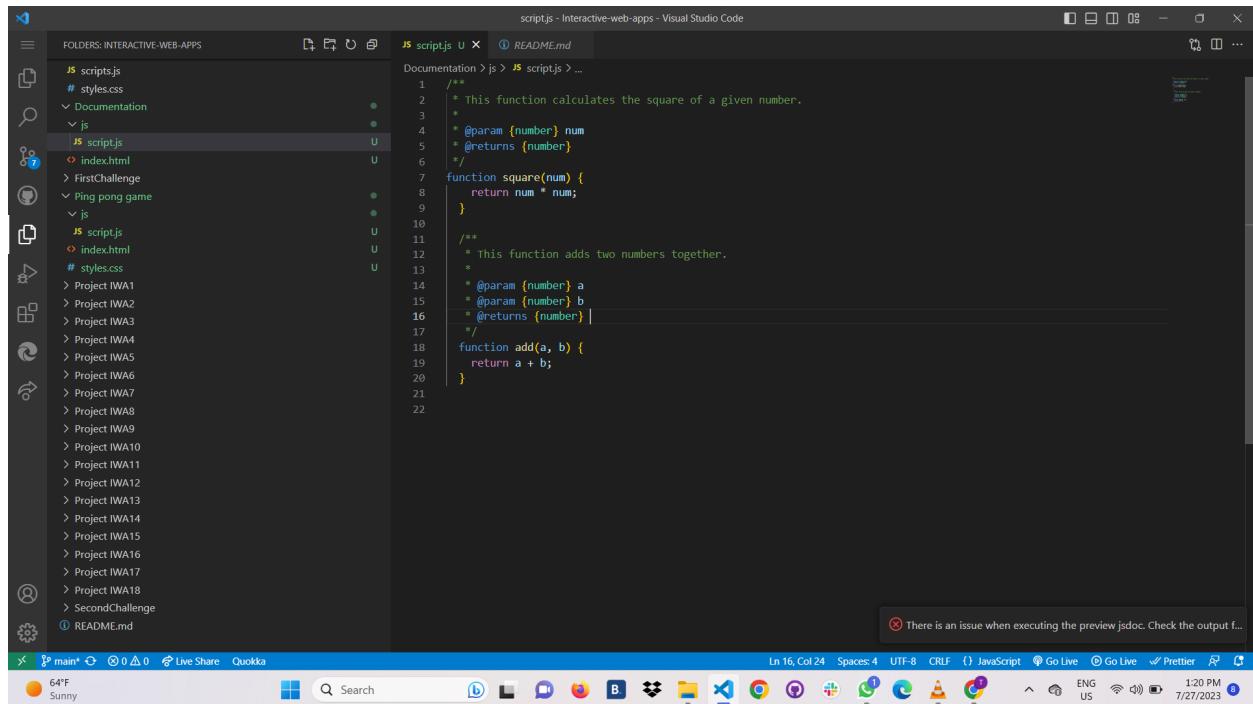 script.js - Interactive-web-apps - Visual Studio Code
FOLDERS: INTERACTIVE-WEB-APPS
JS scripts.js
# styles.css
Documentation
js
JS script.js U
<> index.html U
FirstChallenge
Ping pong game
js
JS script.js U
<> index.html U
# styles.css U
Project IWA1
Project IWA2
Project IWA3
Project IWA4
Project IWA5
Project IWA6
Project IWA7
Project IWA8
Project IWA9
Project IWA10
Project IWA11
Project IWA12
Project IWA13
Project IWA14
Project IWA15
Project IWA16
Project IWA17
Project IWA18
SecondChallenge
README.md
7
JS script.js U X README.md
Documentation > js > JS script.js > ...
1 /**
2 * This function calculates the square of a given number.
3 *
4 * @param {number} num
5 * @returns {number}
6 */
7 function square(num) {
8 return num * num;
9 }
10
11 /**
12 * This function adds two numbers together.
13 *
14 * @param {number} a
15 * @param {number} b
16 * @returns {number}
17 */
18 function add(a, b) {
19 return a + b;
20 }
21
22
There is an issue when executing the preview jsdoc. Check the output f...
main* 0 0 Live Share Quokka Ln 16, Col 24 Spaces: 4 UTF-8 CRLF {} JavaScript Go Live Go Live Prettier
64°F
Sunny
Search
B.
1
T
ENG
US
1:20 PM
7/27/2023
8